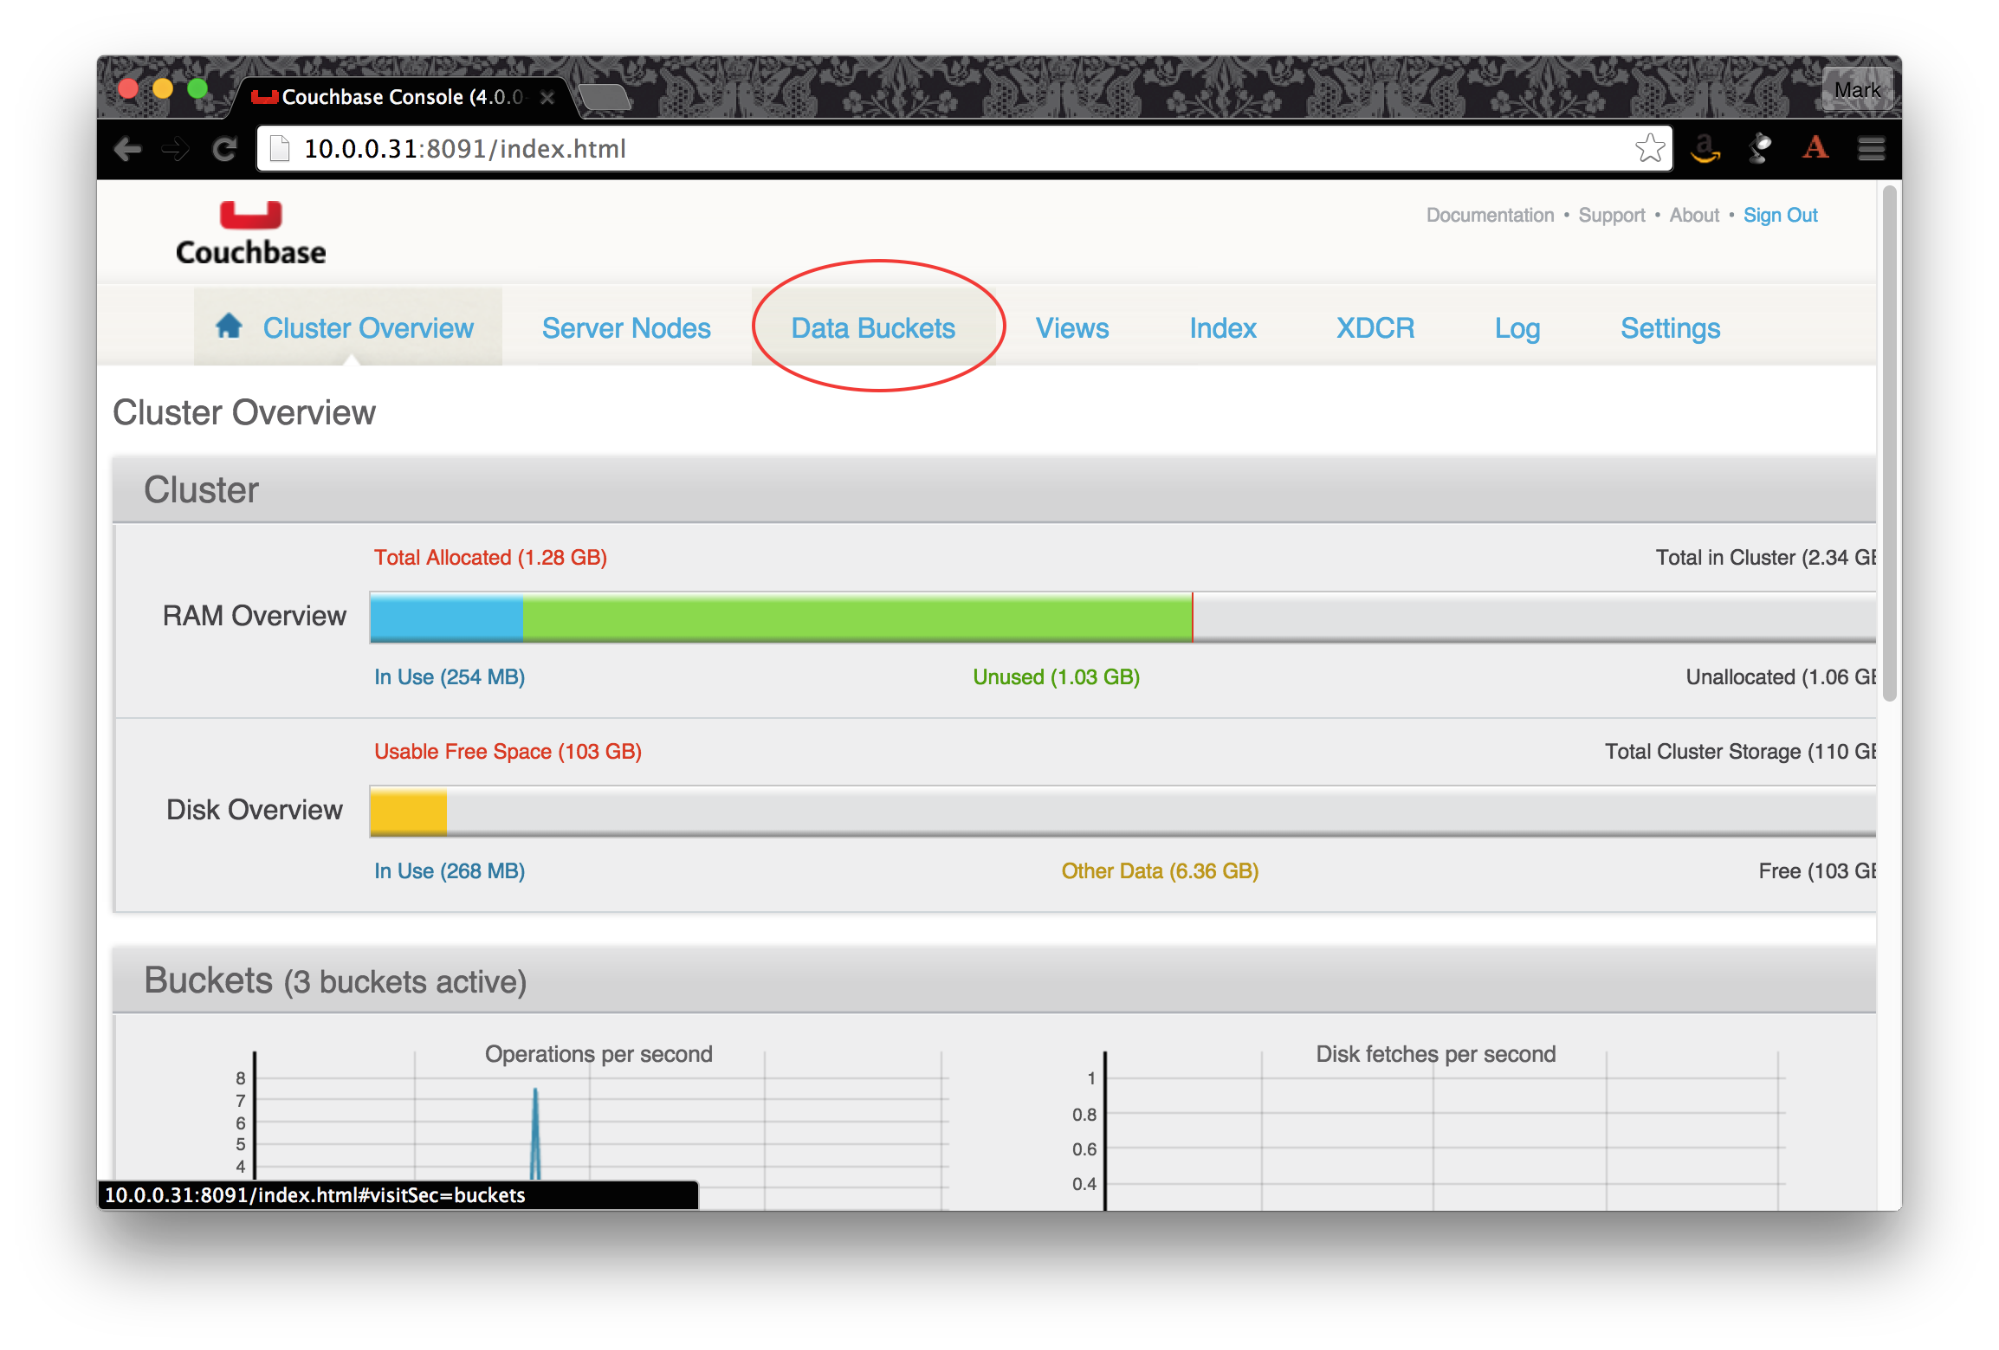 Couchbase Console (4.0.0-
Mark
10.0.0.31:8091/index.html
Couchbase
Documentation • Support • About • Sign Out
Cluster Overview Server Nodes Data Buckets Views Index XDCR Log Settings
Cluster Overview
Cluster
Total Allocated (1.28 GB) Total in Cluster (2.34 GB
RAM Overview
In Use (254 MB) Unused (1.03 GB) Unallocated (1.06 GB
Usable Free Space (103 GB) Total Cluster Storage (110 GB
Disk Overview
In Use (268 MB) Other Data (6.36 GB) Free (103 GB
Buckets (3 buckets active)
Operations per second
8
7
6
5
4
Disk fetches per second
1
0.8
0.6
0.4
10.0.0.31:8091/index.html#visitSec=buckets